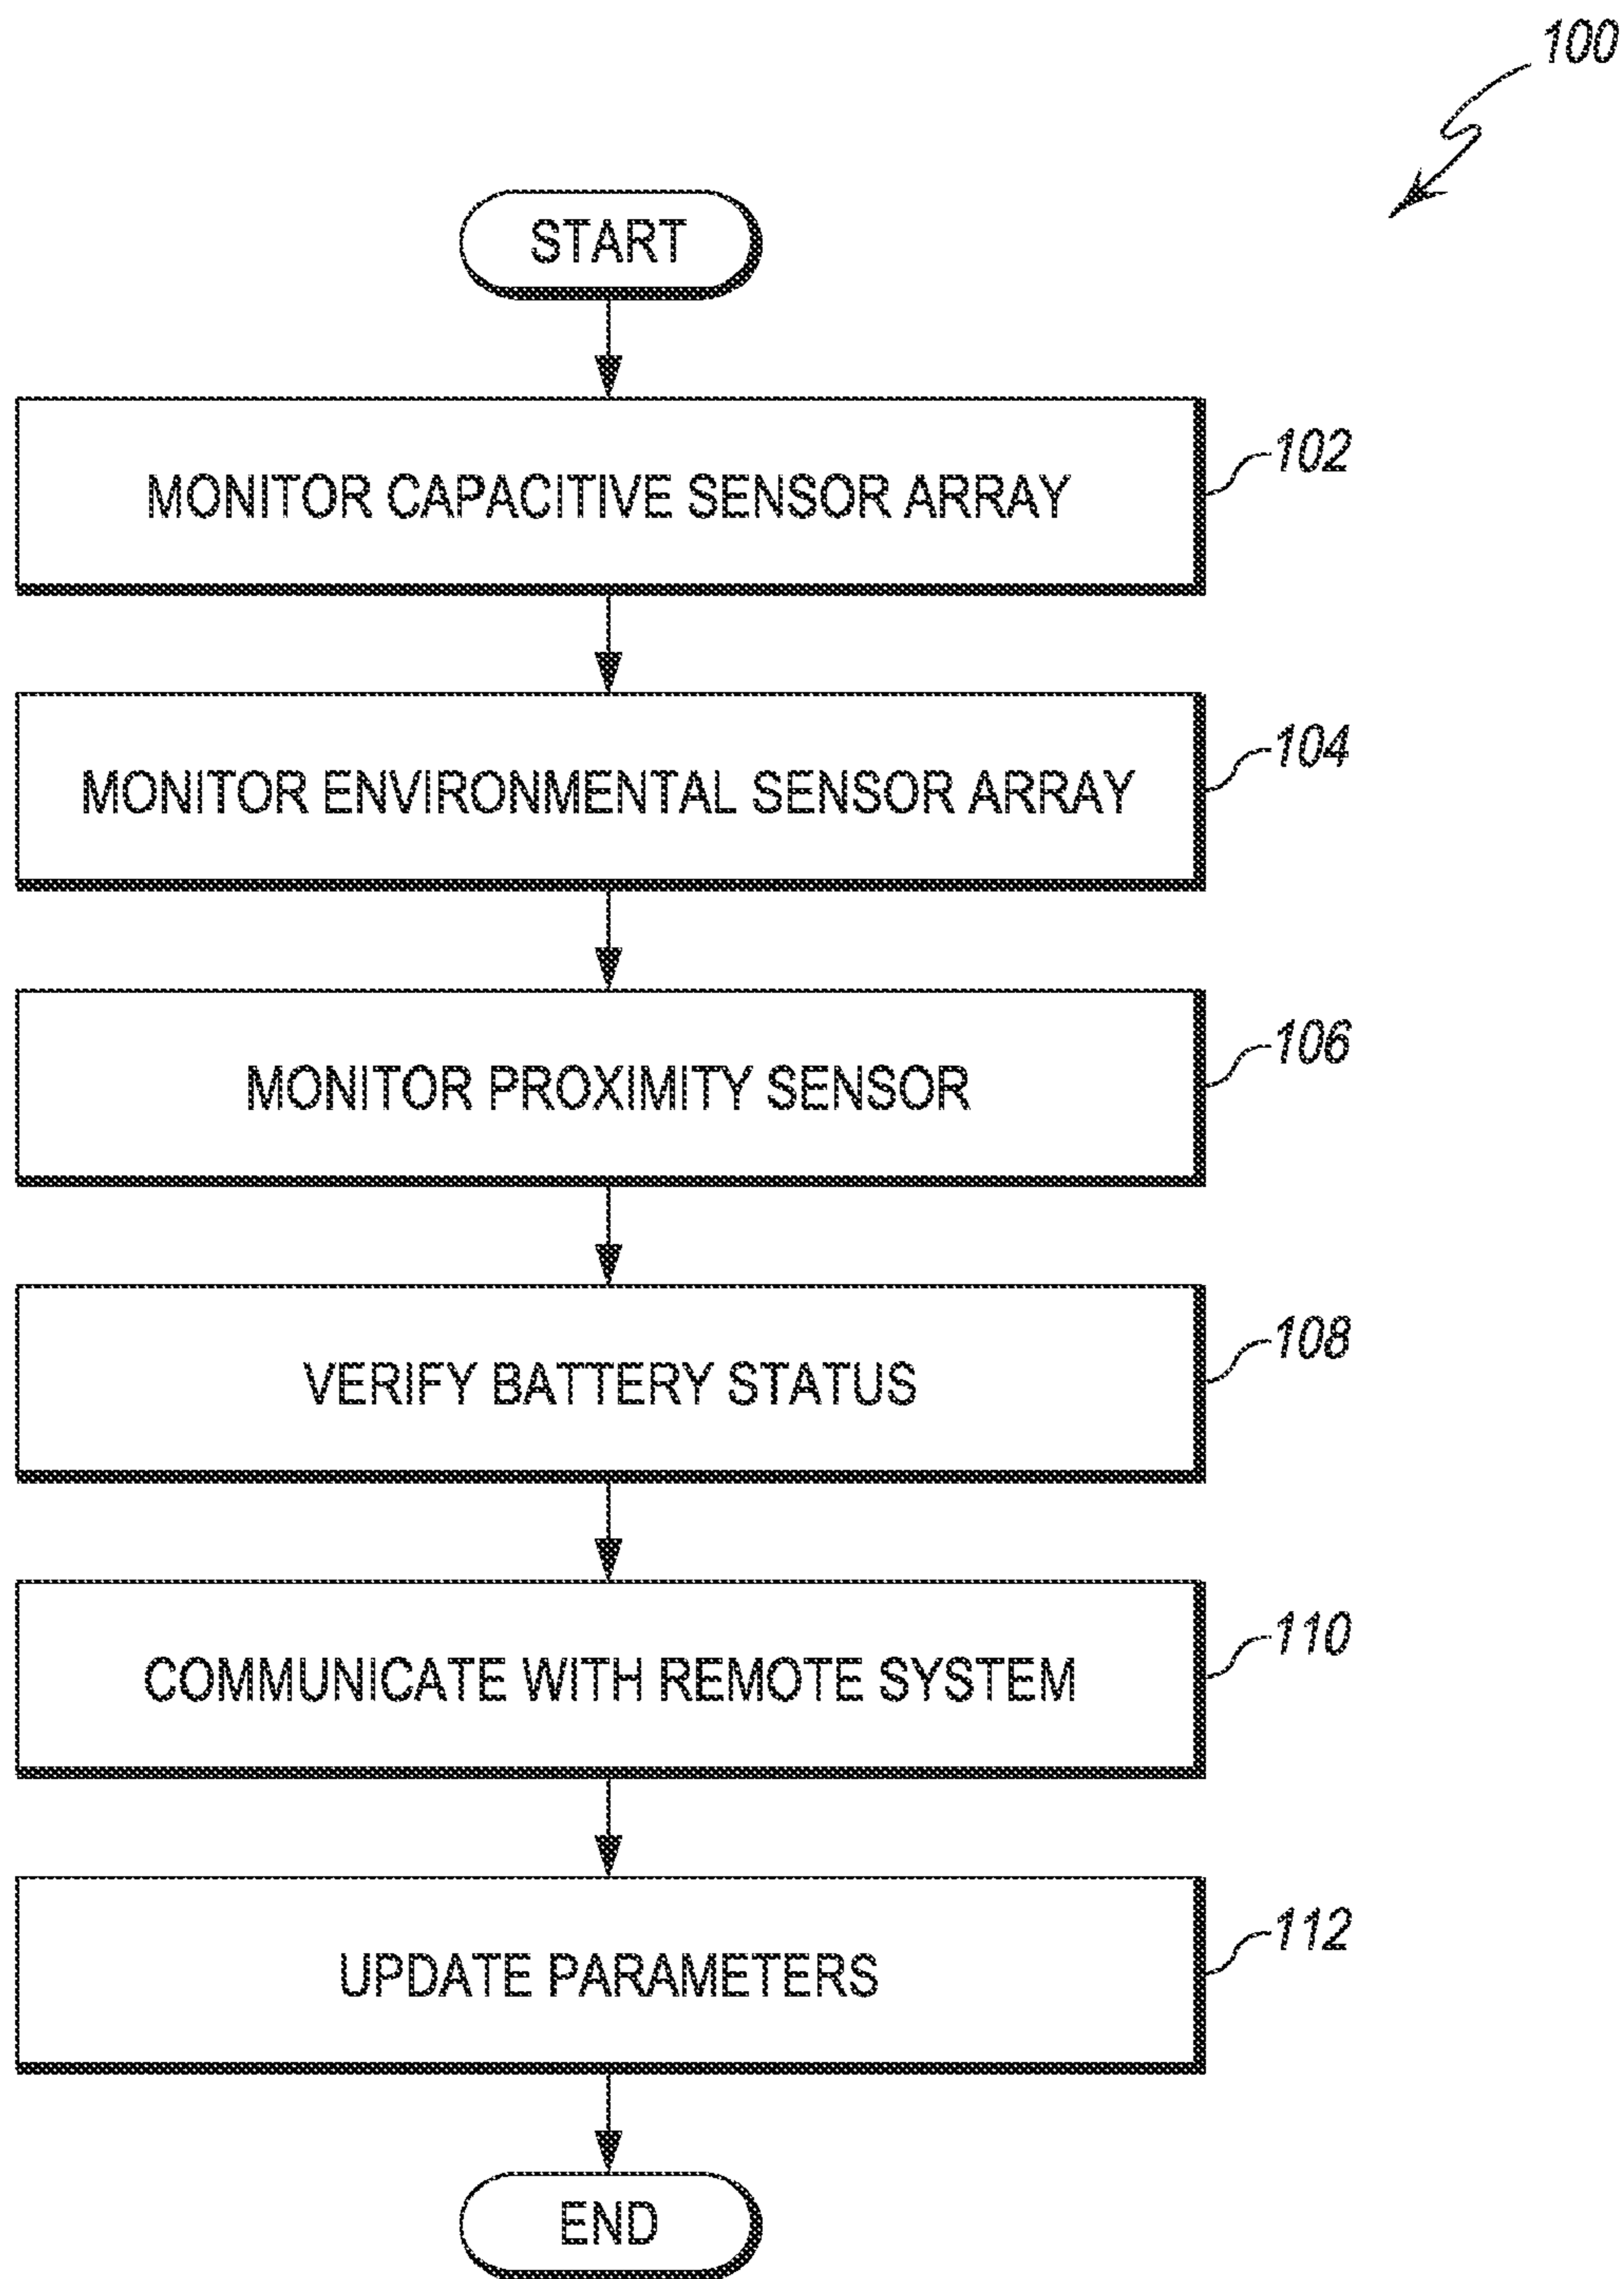 100
START
MONITOR CAPACITIVE SENSOR ARRAY
102
MONITOR ENVIRONMENTAL SENSOR ARRAY
104
MONITOR PROXIMITY SENSOR
106
VERIFY BATTERY STATUS
108
COMMUNICATE WITH REMOTE SYSTEM
110
UPDATE PARAMETERS
112
END